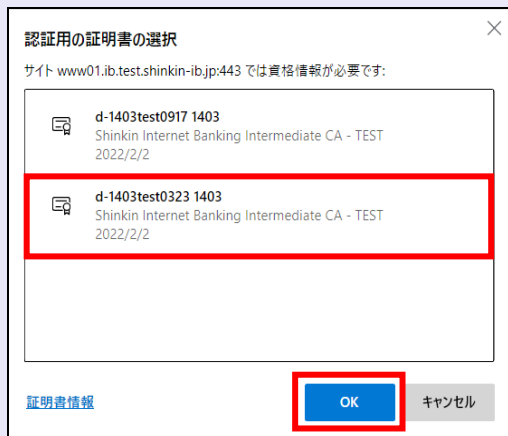 認証用の証明書の選択
サイト www01.ib.test.shinkin-ib.jp:443 では資格情報が必要です:
d-1403test0917 1403
Shinkin Internet Banking Intermediate CA - TEST
2022/2/2
d-1403test0323 1403
Shinkin Internet Banking Intermediate CA - TEST
2022/2/2
証明書情報
OK
キャンセル